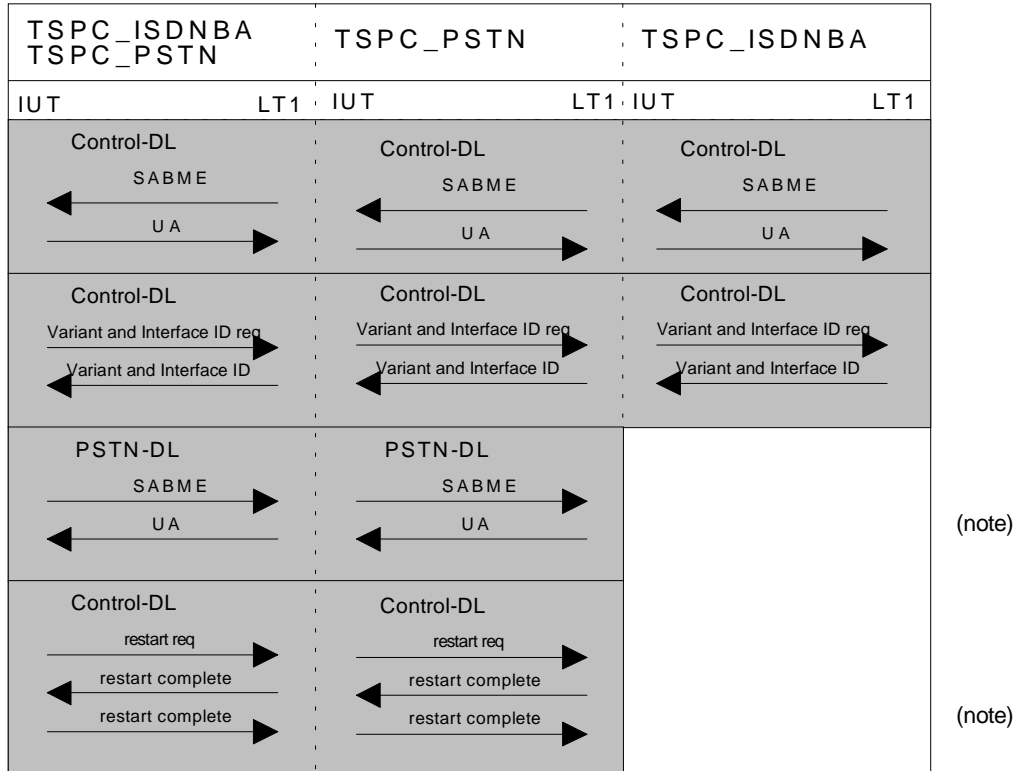 TSPC_ISDNBA
TSPC_PSTN
TSPC_PSTN
TSPC_ISDNBA
IUT LT1 IUT LT1 IUT LT1
Control-DL Control-DL Control-DL
SABME SABME SABME
UA UA UA
Control-DL Control-DL Control-DL
Variant and Interface ID req Variant and Interface ID req Variant and Interface ID req
Variant and Interface ID Variant and Interface ID Variant and Interface ID
PSTN-DL PSTN-DL
SABME SABME
UA UA (note)
Control-DL Control-DL
restart req restart req
restart complete restart complete
restart complete restart complete (note)